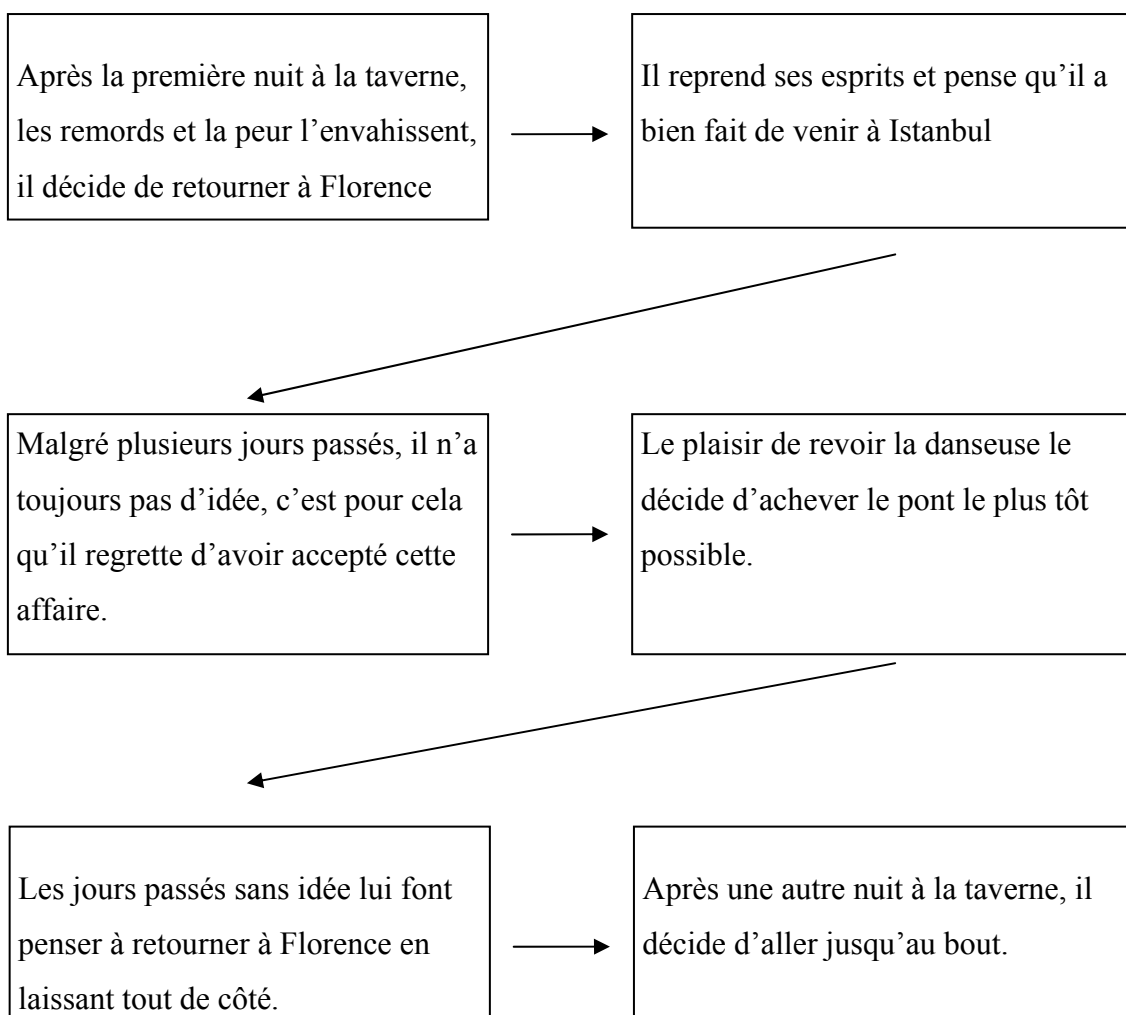 Après la première nuit à la taverne,
les remords et la peur l’envahissent,
il décide de retourner à Florence
Il reprend ses esprits et pense qu’il a
bien fait de venir à Istanbul
Malgré plusieurs jours passés, il n’a
toujours pas d’idée, c’est pour cela
qu’il regrette d’avoir accepté cette
affaire.
Le plaisir de revoir la danseuse le
décide d’achever le pont le plus tôt
possible.
Les jours passés sans idée lui font
penser à retourner à Florence en
laissant tout de côté.
Après une autre nuit à la taverne, il
décide d’aller jusqu’au bout.